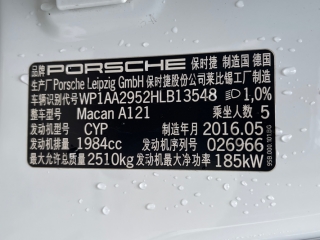 品牌 PORSCHE 保时捷 制造国 德国
生产厂 Porsche Leipzig GmbH 保时捷股份公司莱比锡工厂制造
车辆识别代号 WP1AA2952HLB13548 1,0%
整车型号 Macan A121 乘坐人数 5
发动机型号 CYP 制造年月 2016.05
发动机排量 1984cc 发动机序列号 026966
最大允许总质量 2510kg 发动机最大净功率 185kW